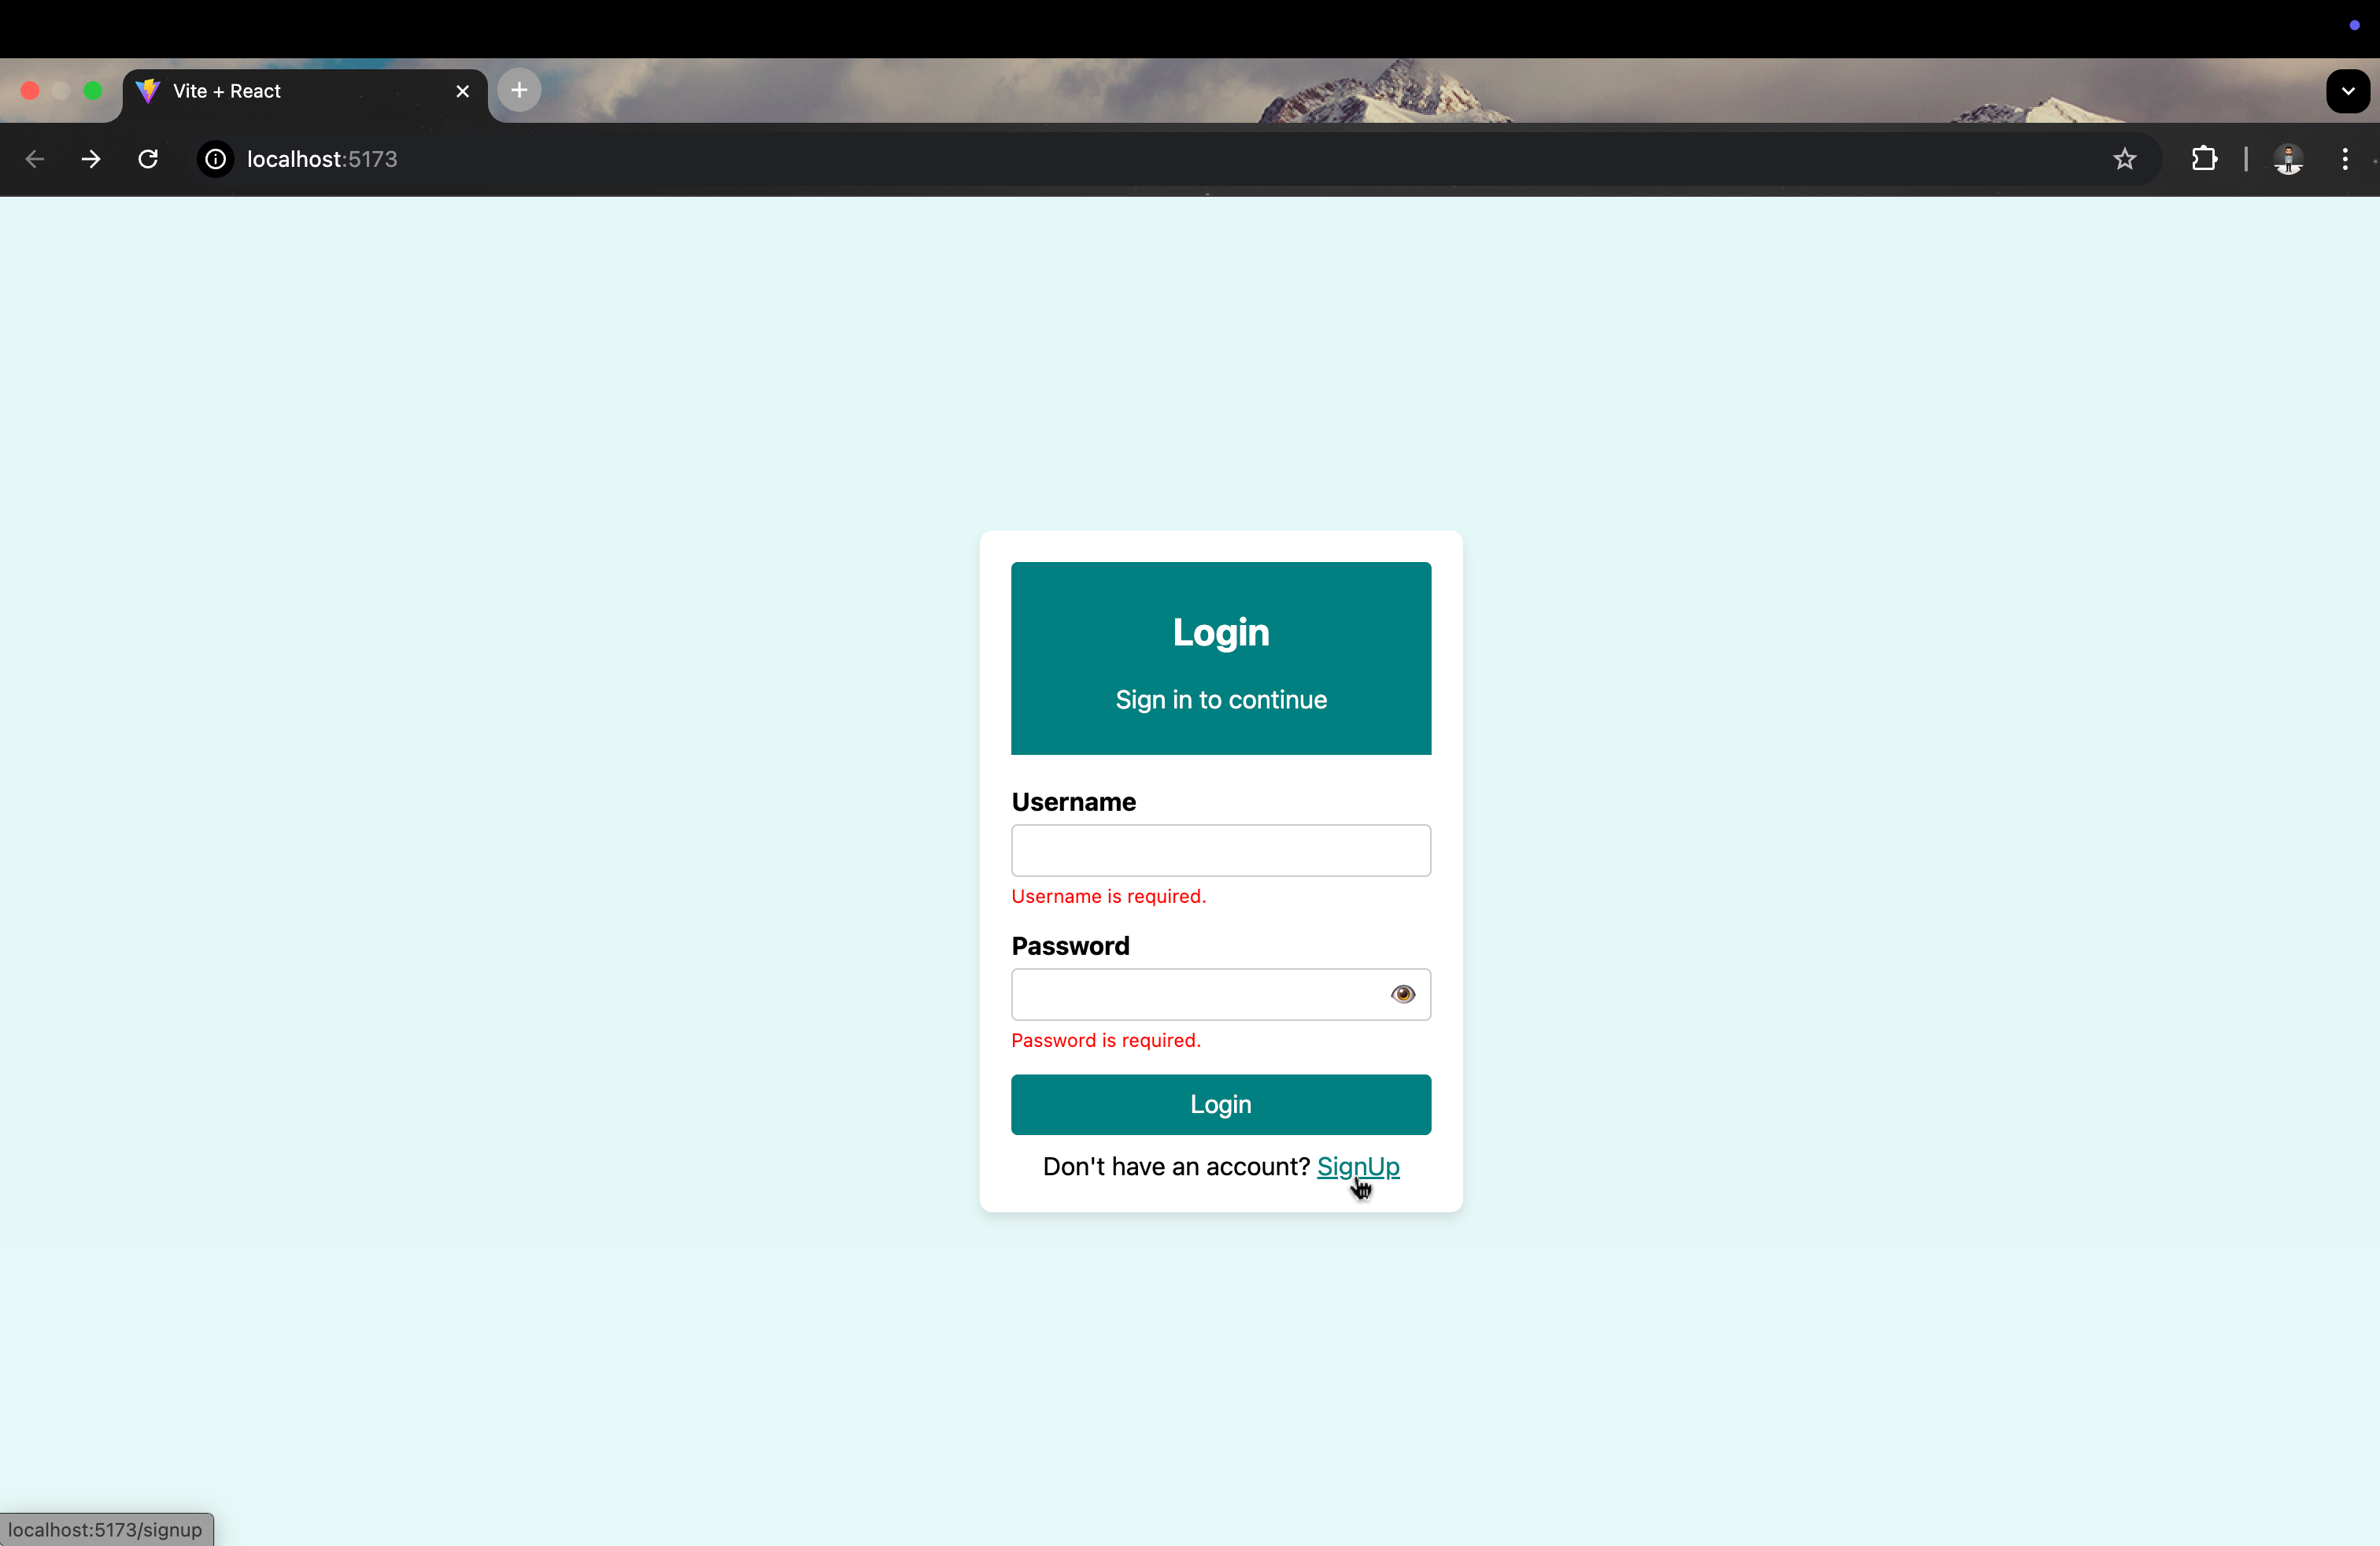 Vite + React
localhost:5173
Login
Sign in to continue
Username
Username is required.
Password
Password is required.
Login
Don't have an account? SignUp
localhost:5173/signup